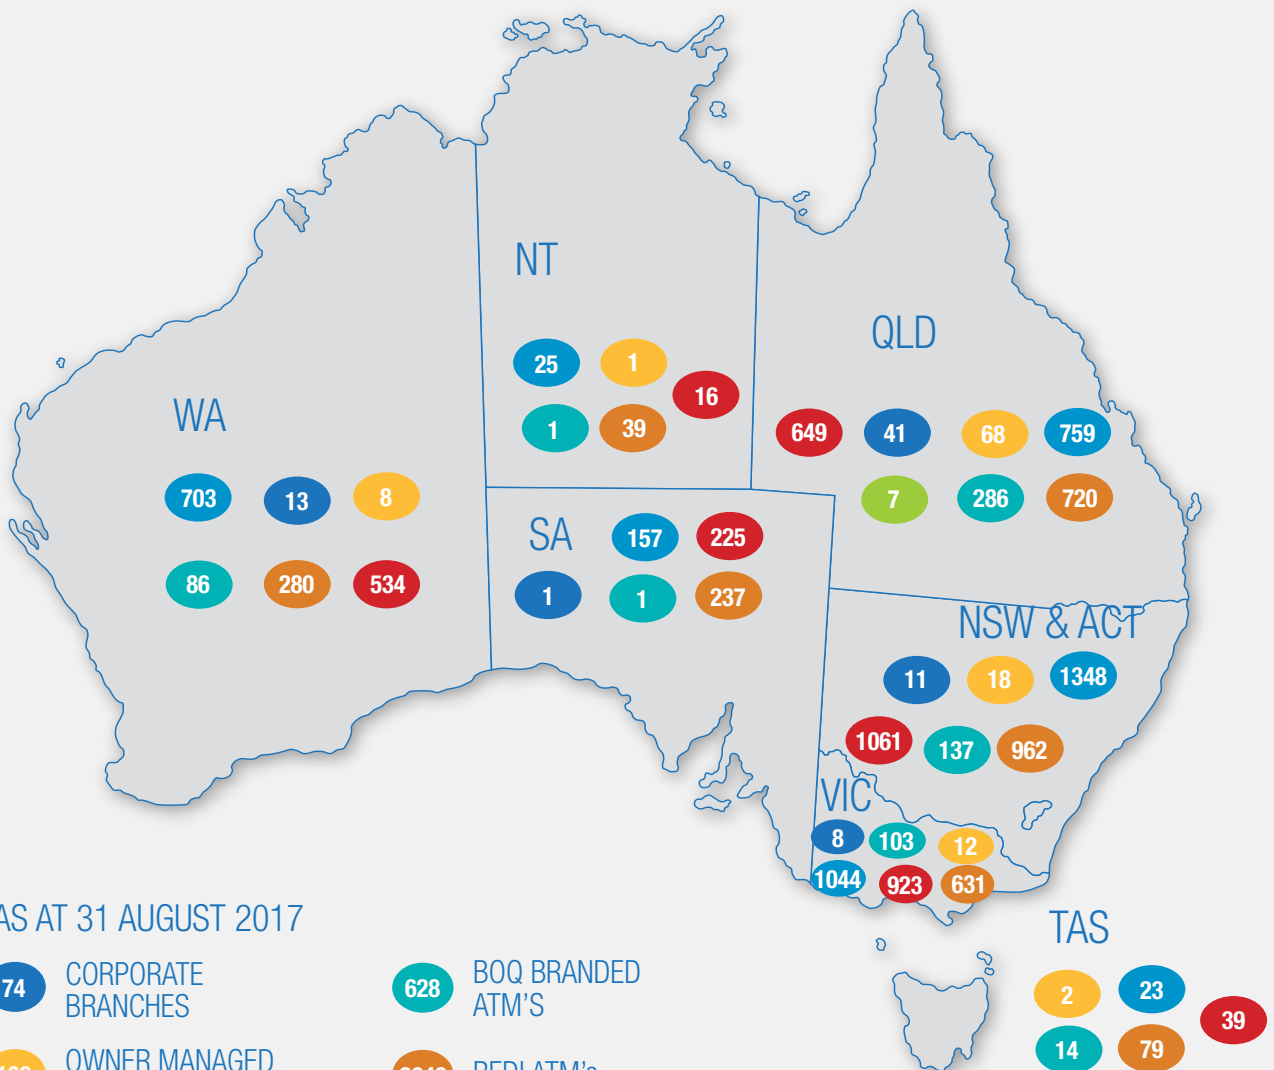 NT
25 1
16
1 39
QLD
649 41 68 759
7 286 720
WA
703 13 8
86 280 534
SA 157 225
1 1 237
NSW & ACT
11 18 1348
1061 137 962
VIC
8 103 12
1044 923 631
AS AT 31 AUGUST 2017
74 CORPORATE
BRANCHES
628 BOQ BRANDED
ATM'S
OWNER MANAGED
TAS
2 23
39
14 79